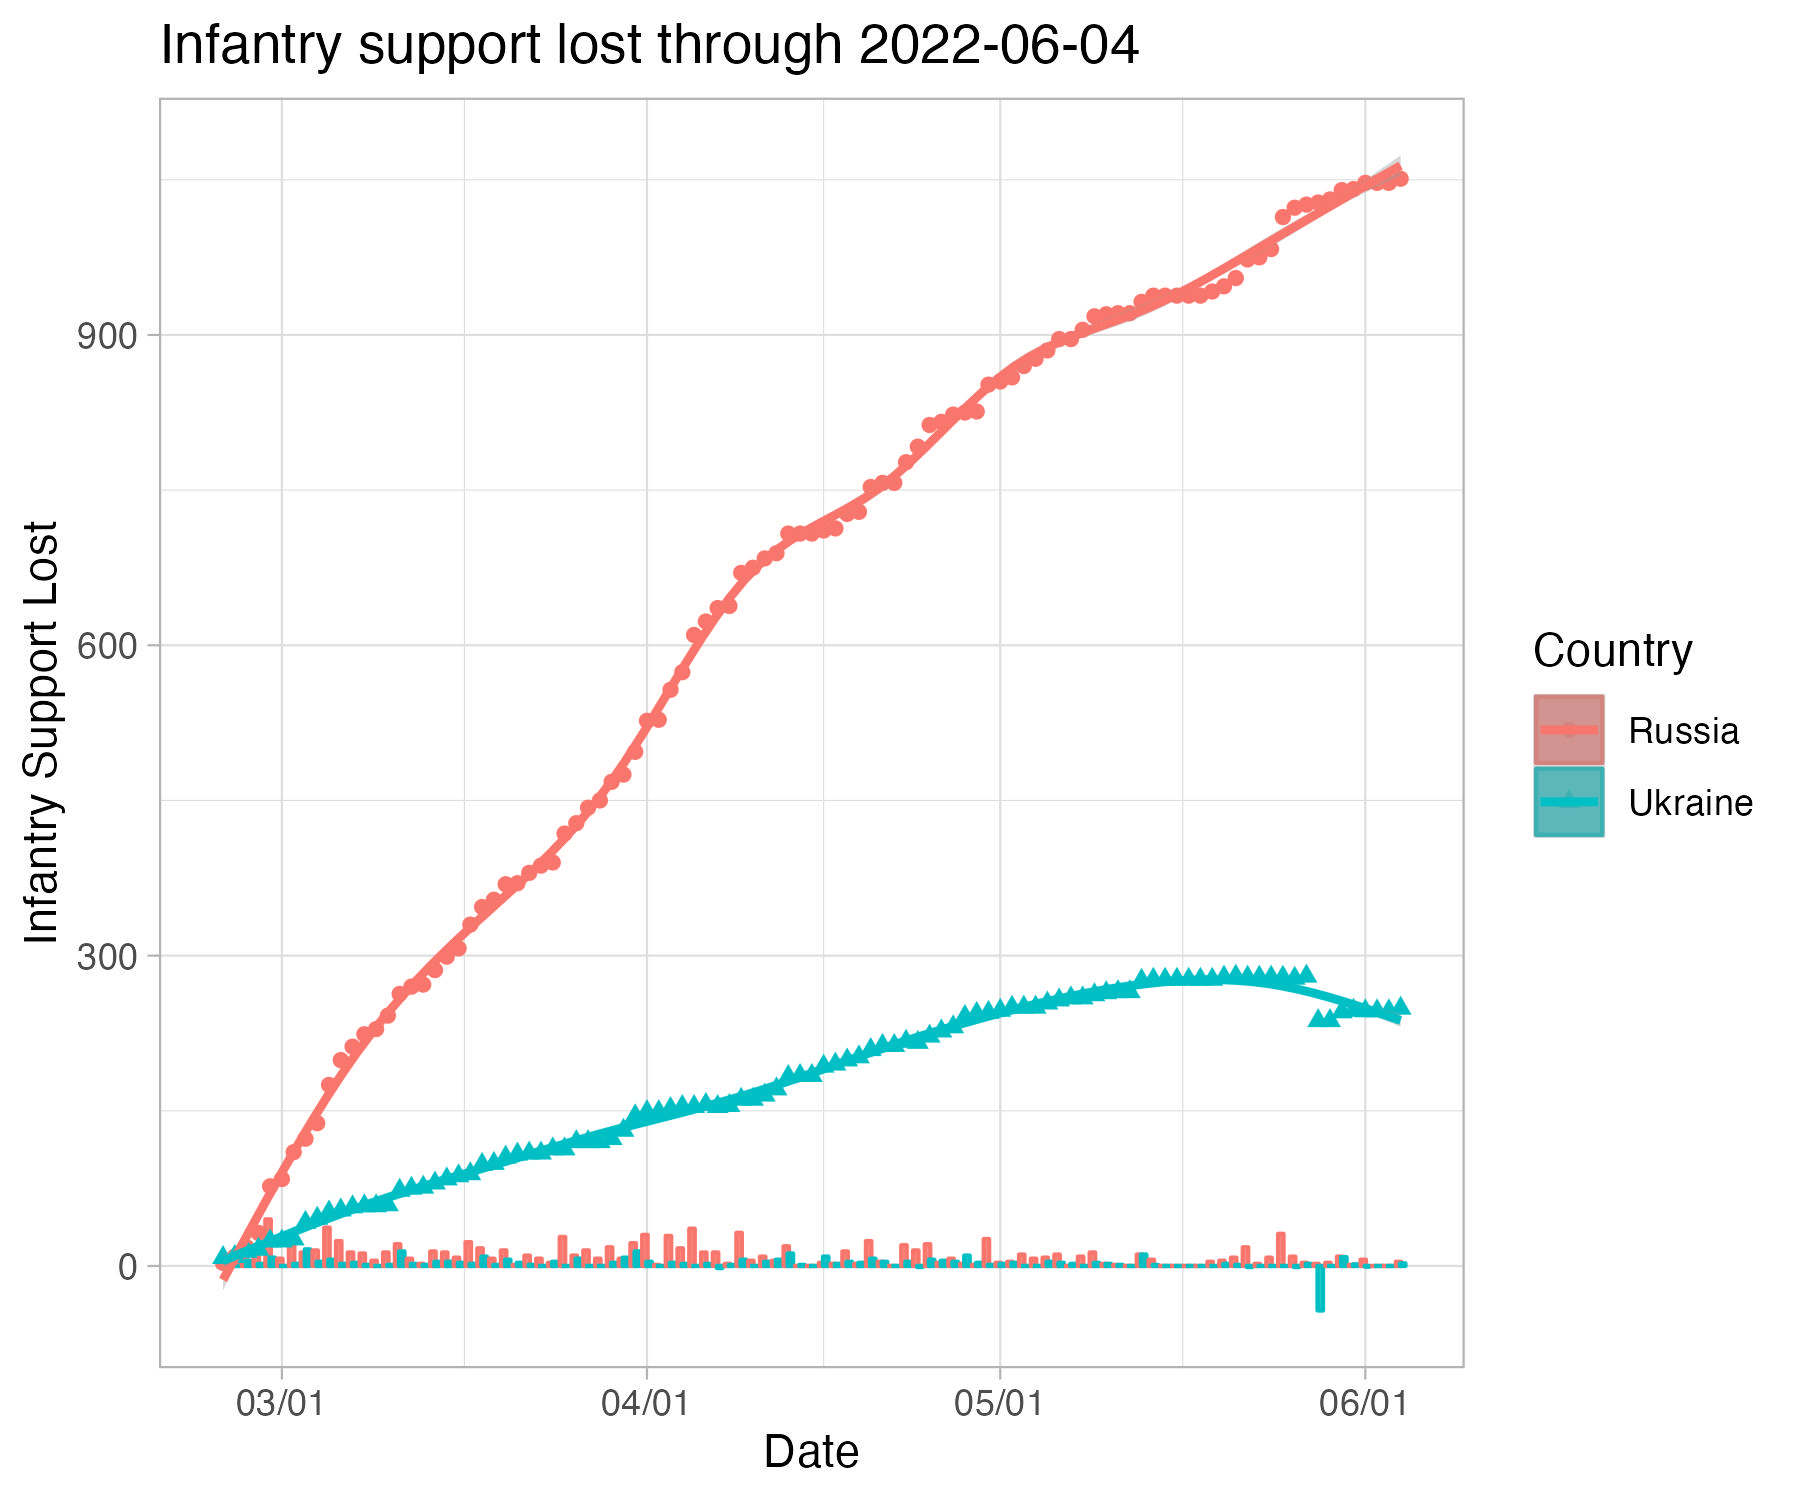 Infantry support lost through 2022-06-04
Infantry Support Lost
900
600
300
0
03/01
04/01
05/01
06/01
Date
Country
Russia
Ukraine